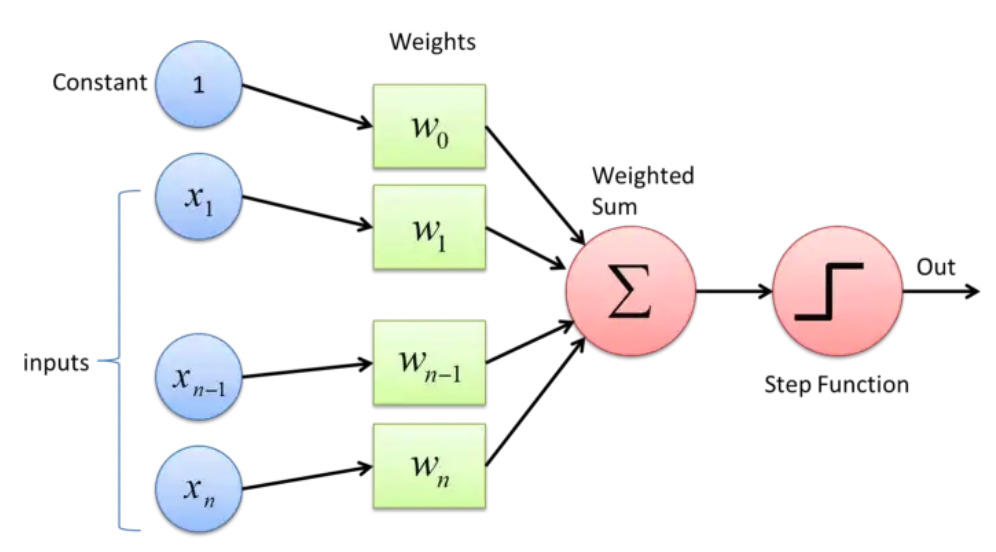 Weights
Constant
1
w₀
x₁
w₁
Weighted
Sum
Σ
Out
inputs
xₙ₋₁
wₙ₋₁
Step Function
xₙ
wₙ